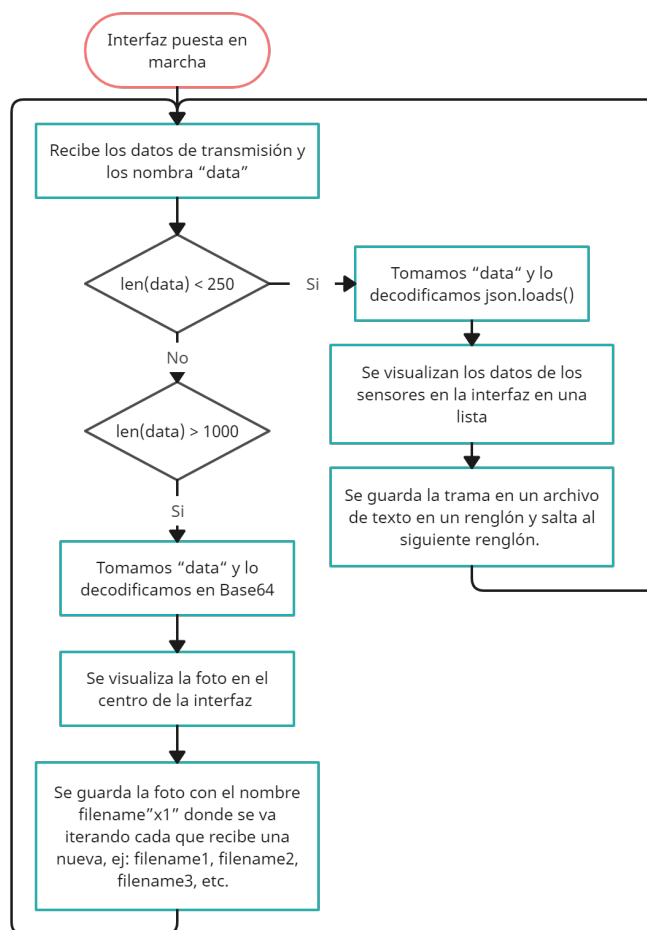 Interfaz puesta en
marcha
Recibe los datos de transmisión y
los nombra “data”
len(data) < 250
Si
Tomamos “data“ y lo
decodificamos json.loads()
No
Se visualizan los datos de los
sensores en la interfaz en una
lista
len(data) > 1000
Se guarda la trama en un archivo
de texto en un renglón y salta al
siguiente renglón.
Si
Tomamos “data“ y lo
decodificamos en Base64
Se visualiza la foto en el
centro de la interfaz
Se guarda la foto con el nombre
filename”x1” donde se va
iterando cada que recibe una
nueva, ej: filename1, filename2,
filename3, etc.